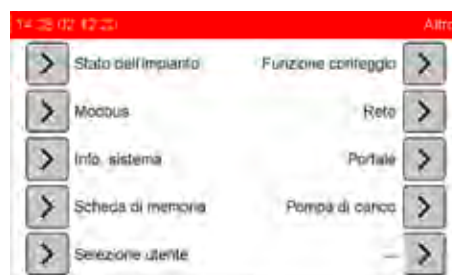 Altro
Stato dell'impianto
Funzione conteggio
Modbus
Rete
Info. sistema
Portale
Scheda di memoria
Pompa di carico
Selezione utente
---